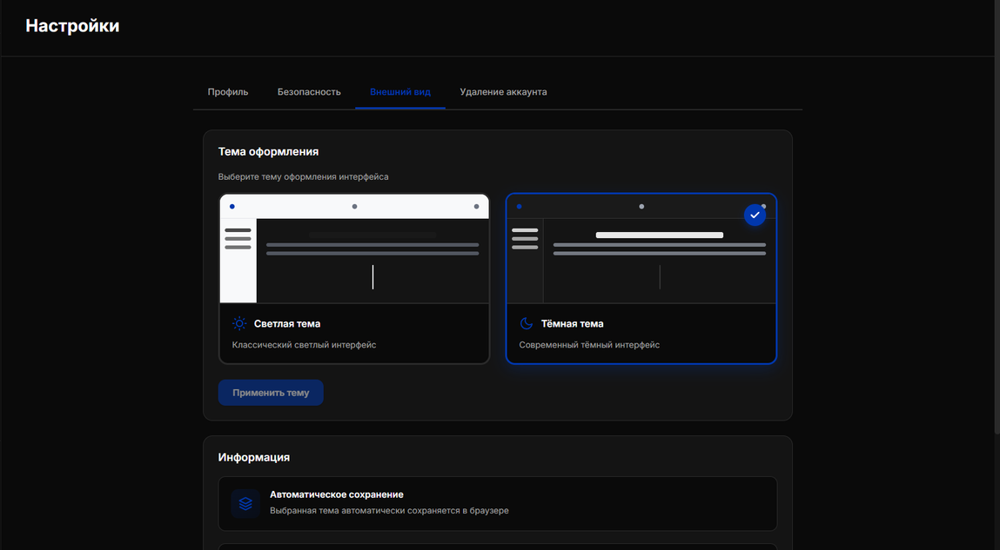 Настройки
Профиль Безопасность Внешний вид Удаление аккаунта
Тема оформления
Выберите тему оформления интерфейса
Светлая тема
Классический светлый интерфейс
Тёмная тема
Современный тёмный интерфейс
Применить тему
Информация
Автоматическое сохранение
Выбранная тема автоматически сохраняется в браузере